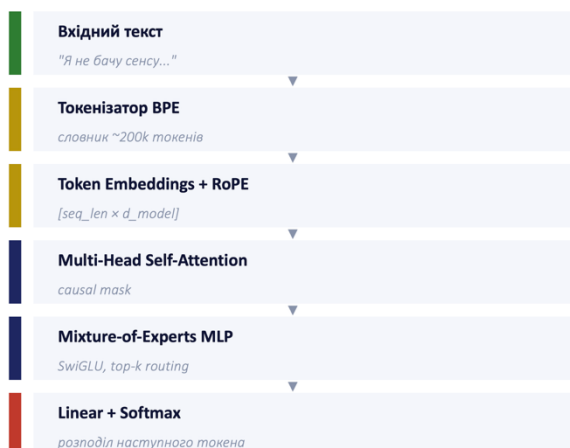 Вхідний текст
"Я не бачу сенсу..."
Токенізатор BPE
словник ~200k токенів
Token Embeddings + RoPE
[seq_len × d_model]
Multi-Head Self-Attention
causal mask
Mixture-of-Experts MLP
SwiGLU, top-k routing
Linear + Softmax
розподіл наступного токена